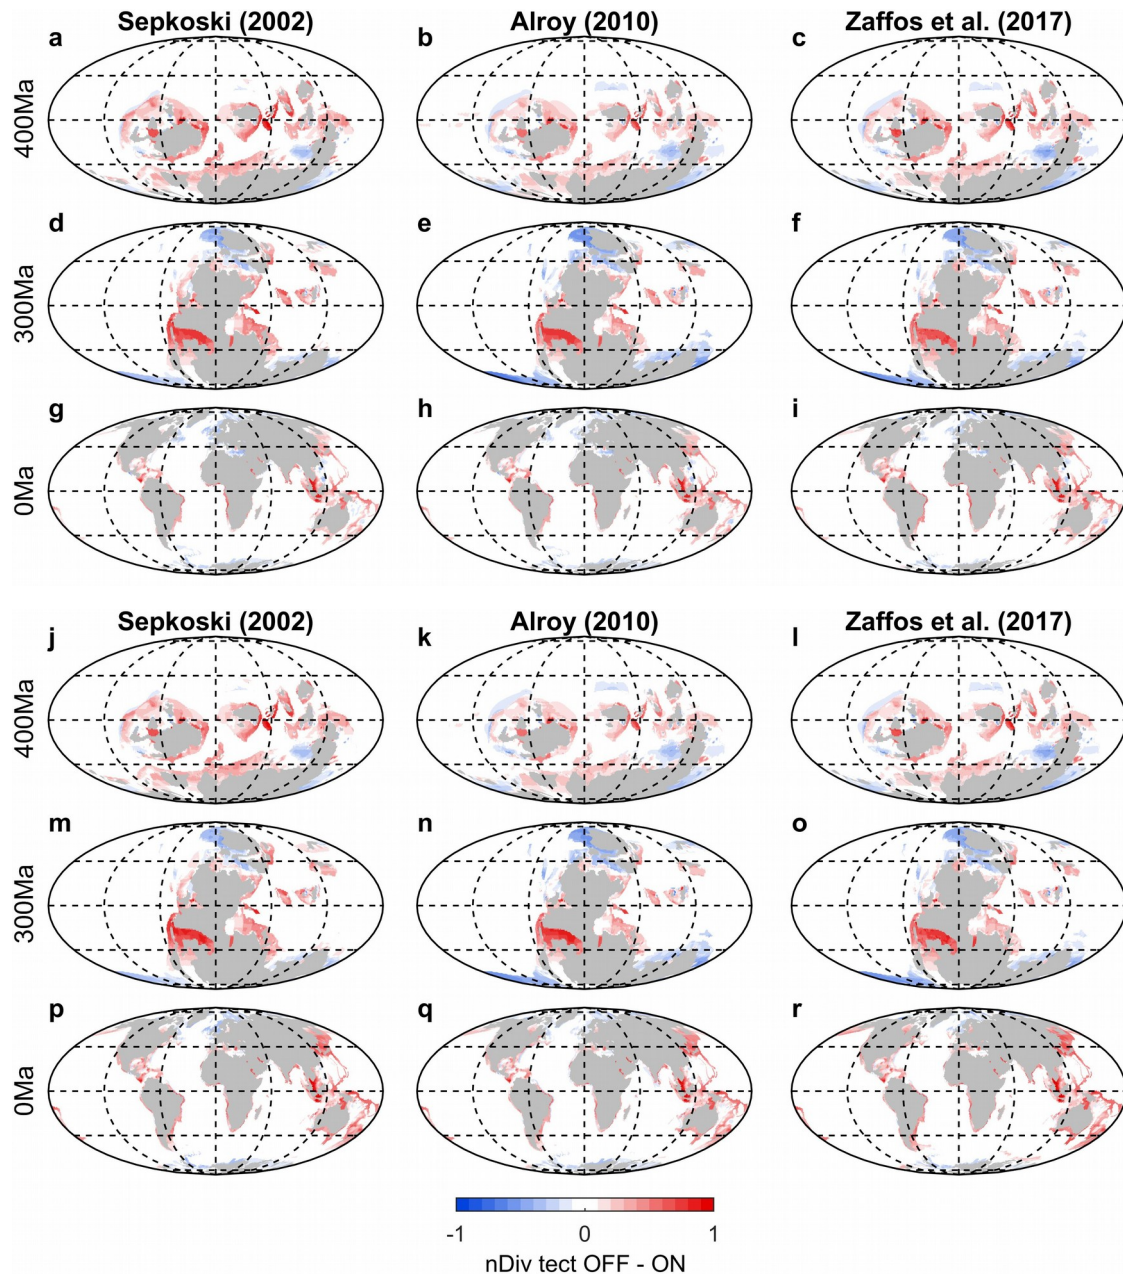 Sepkoski (2002) Alroy (2010) Zaffos et al. (2017)
a b c
400Ma
d e f
300Ma
g h i
0Ma
Sepkoski (2002) Alroy (2010) Zaffos et al. (2017)
j k l
400Ma
m n o
300Ma
p q r
0Ma
-1 0 1
nDiv tect OFF - ON